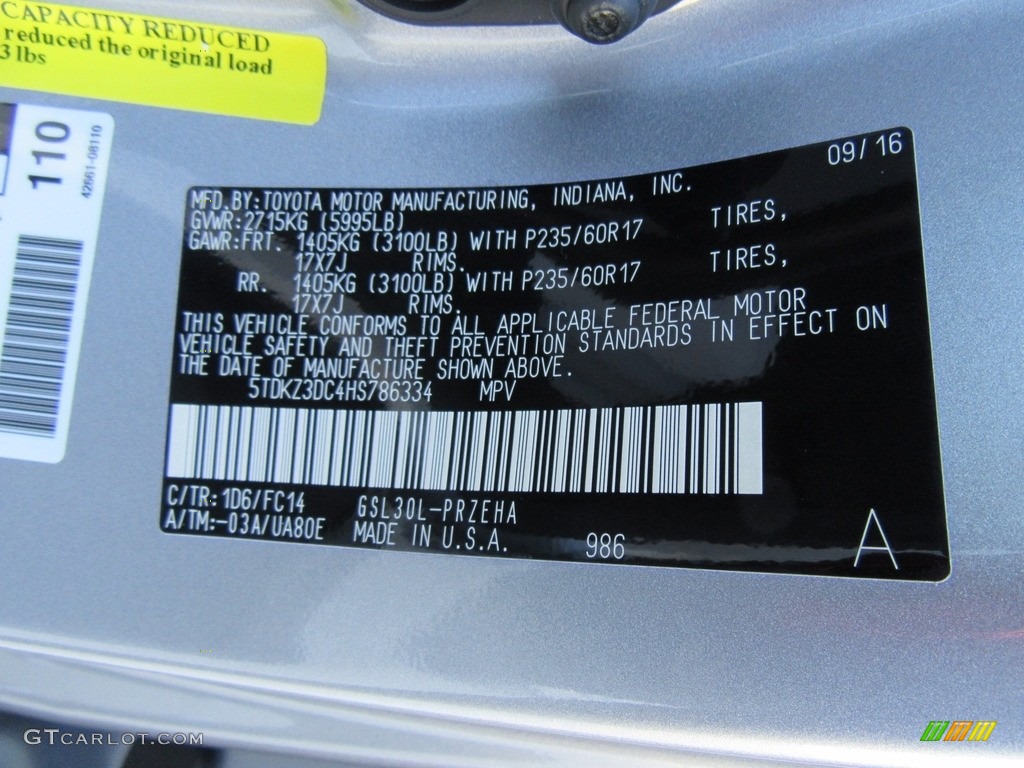 CAPACITY REDUCED
reduced the original load
3 lbs
110
42661-08110
09/16
MFD.BY:TOYOTA MOTOR MANUFACTURING, INDIANA, INC.
GVWR:2715KG (5995LB)
GAWR:FRT. 1405KG (3100LB) WITH P235/60R17 TIRES,
17X7J RIMS.
RR. 1405KG (3100LB) WITH P235/60R17 TIRES,
17X7J RIMS.
THIS VEHICLE CONFORMS TO ALL APPLICABLE FEDERAL MOTOR
VEHICLE SAFETY AND THEFT PREVENTION STANDARDS IN EFFECT ON
THE DATE OF MANUFACTURE SHOWN ABOVE.
5TDKZ3DC4HS786334 MPV
C/TR:1D6/FC14 GSL30L-PRZEHA
A/TM:-03A/UA80E MADE IN U.S.A. 986 A
GTCARLOT.COM